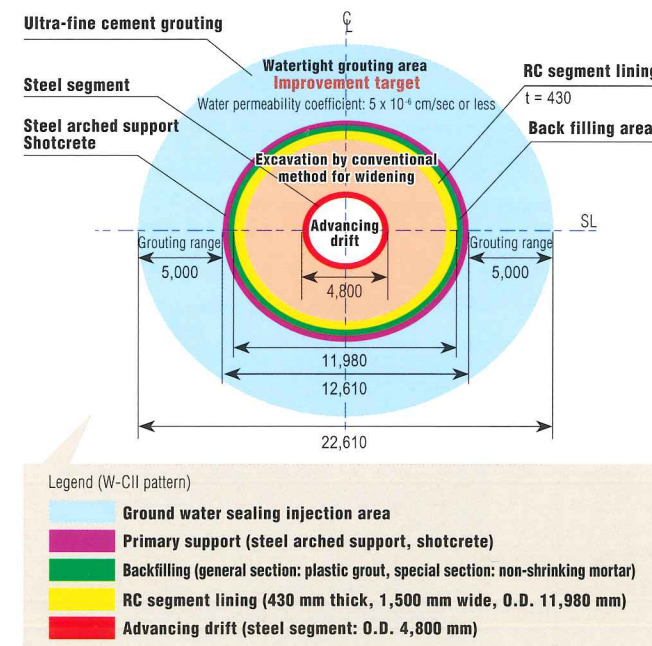 Ultra-fine cement grouting
℄
Watertight grouting area
Improvement target
Water permeability coefficient: 5 x 10⁻⁶ cm/sec or less
Steel segment
RC segment lining
t = 430
Steel arched support
Shotcrete
Back filling area
Excavation by conventional
method for widening
Advancing
drift
SL
Grouting range
5,000
Grouting range
5,000
4,800
11,980
12,610
22,610
Legend (W-CII pattern)
Ground water sealing injection area
Primary support (steel arched support, shotcrete)
Backfilling (general section: plastic grout, special section: non-shrinking mortar)
RC segment lining (430 mm thick, 1,500 mm wide, O.D. 11,980 mm)
Advancing drift (steel segment: O.D. 4,800 mm)